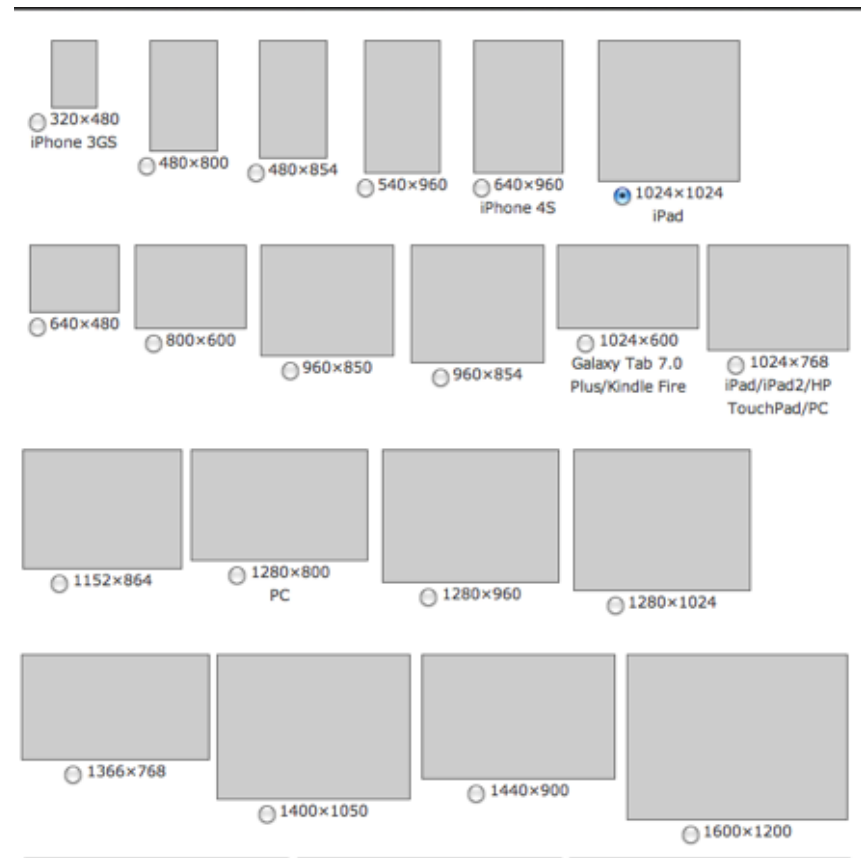 320×480
iPhone 3GS
480×800
480×854
540×960
640×960
iPhone 4S
1024×1024
iPad
640×480
800×600
960×850
960×854
1024×600
Galaxy Tab 7.0
Plus/Kindle Fire
1024×768
iPad/iPad2/HP
TouchPad/PC
1152×864
1280×800
PC
1280×960
1280×1024
1366×768
1400×1050
1440×900
1600×1200